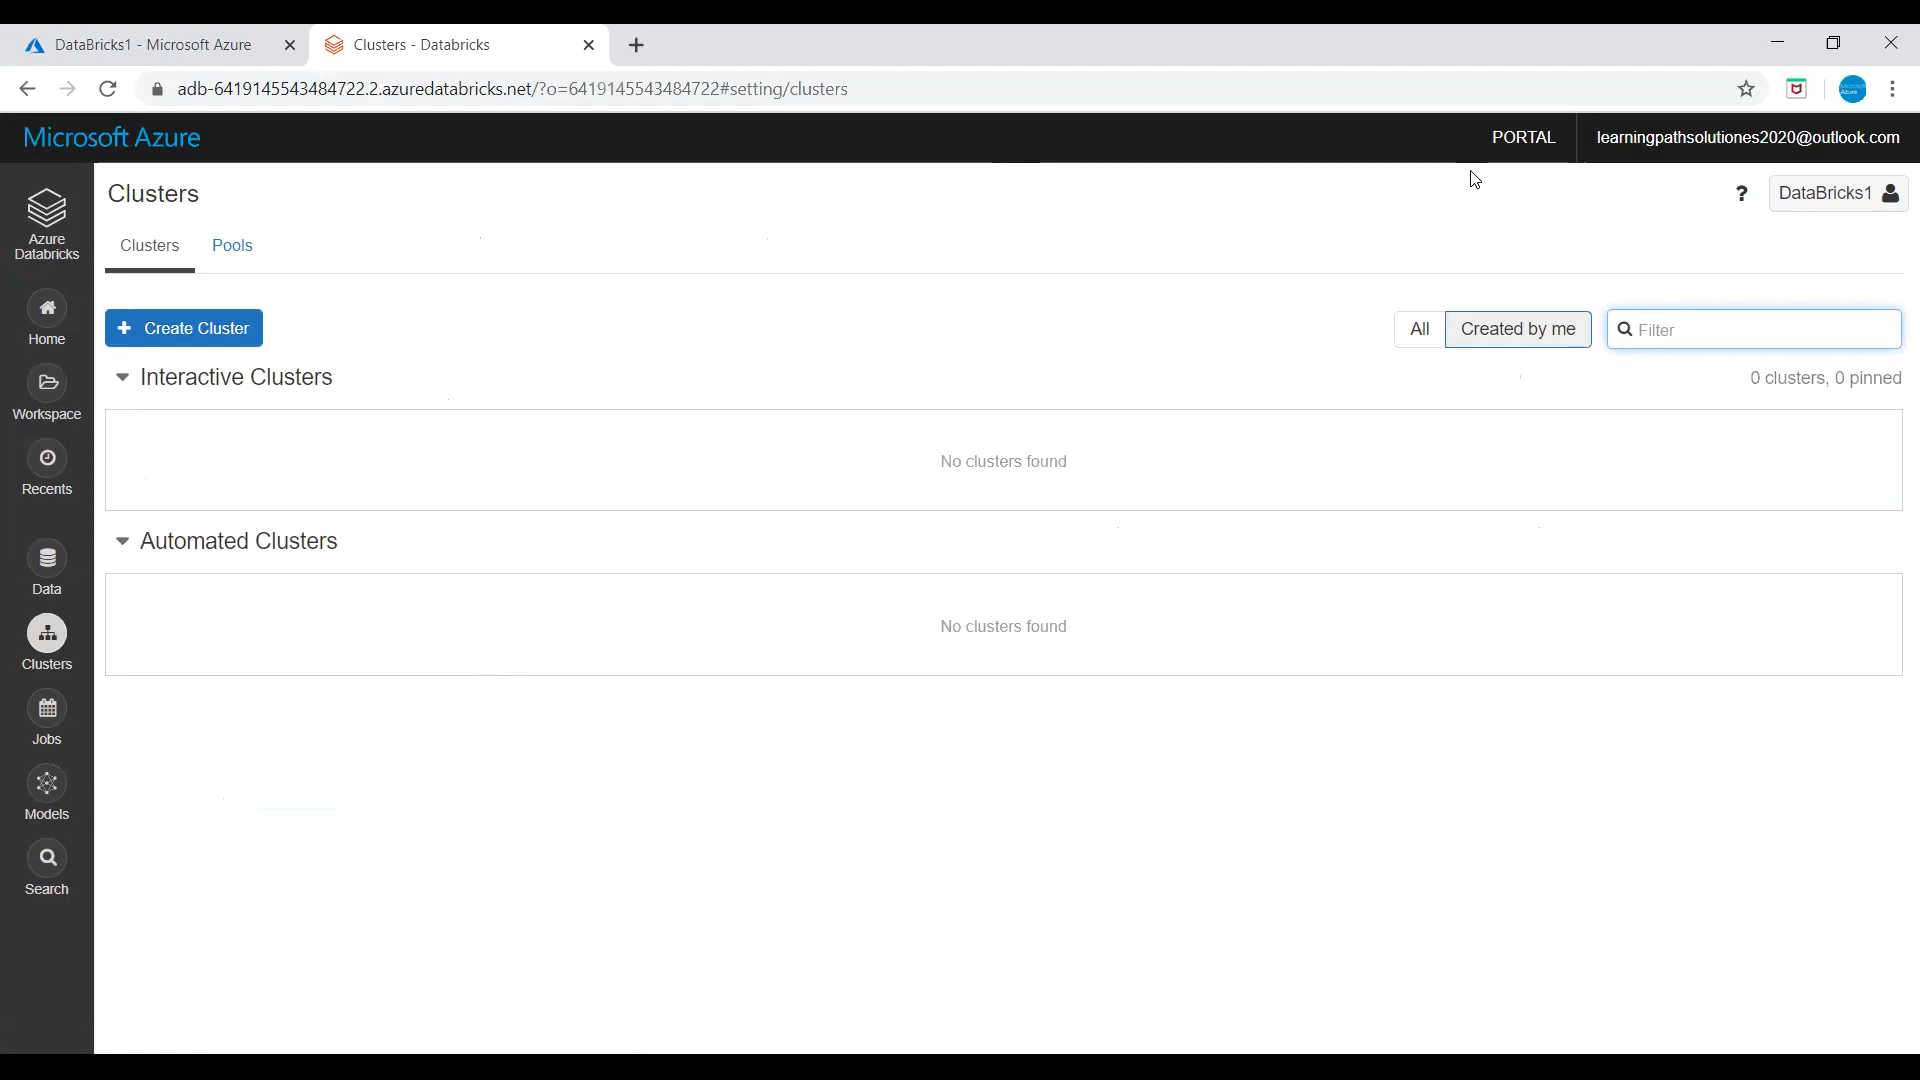 DataBricks1 - Microsoft Azure
Clusters - Databricks
adb-6419145543484722.2.azuredatabricks.net/?o=6419145543484722#setting/clusters
Microsoft Azure
PORTAL
learningpathsolutiones2020@outlook.com
Azure
Databricks
Home
Workspace
Recents
Data
Clusters
Jobs
Models
Search
Clusters
?
DataBricks1
Clusters
Pools
+ Create Cluster
All
Created by me
Filter
Interactive Clusters
0 clusters, 0 pinned
No clusters found
Automated Clusters
No clusters found